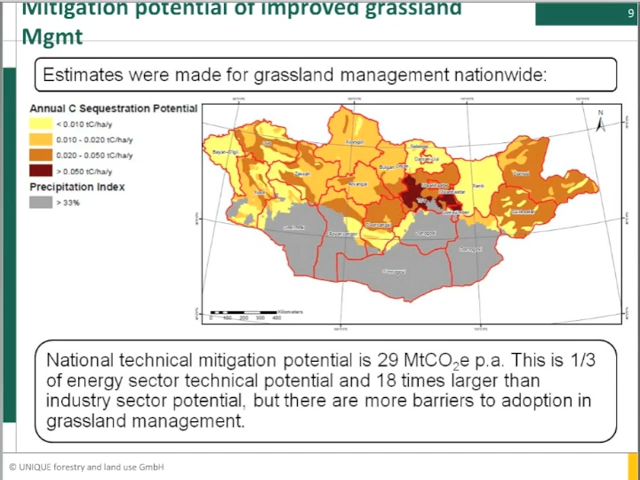 Mitigation potential of improved grassland
9
Mgmt
Estimates were made for grassland management nationwide:
Annual C Sequestration Potential
< 0.010 tC/ha/y
0.010 - 0.020 tC/ha/y
0.020 - 0.050 tC/ha/y
> 0.050 tC/ha/y
Precipitation Index
> 33%
N
Kilometers
National technical mitigation potential is 29 MtCO₂e p.a. This is 1/3
of energy sector technical potential and 18 times larger than
industry sector potential, but there are more barriers to adoption in
grassland management.
© UNIQUE forestry and land use GmbH